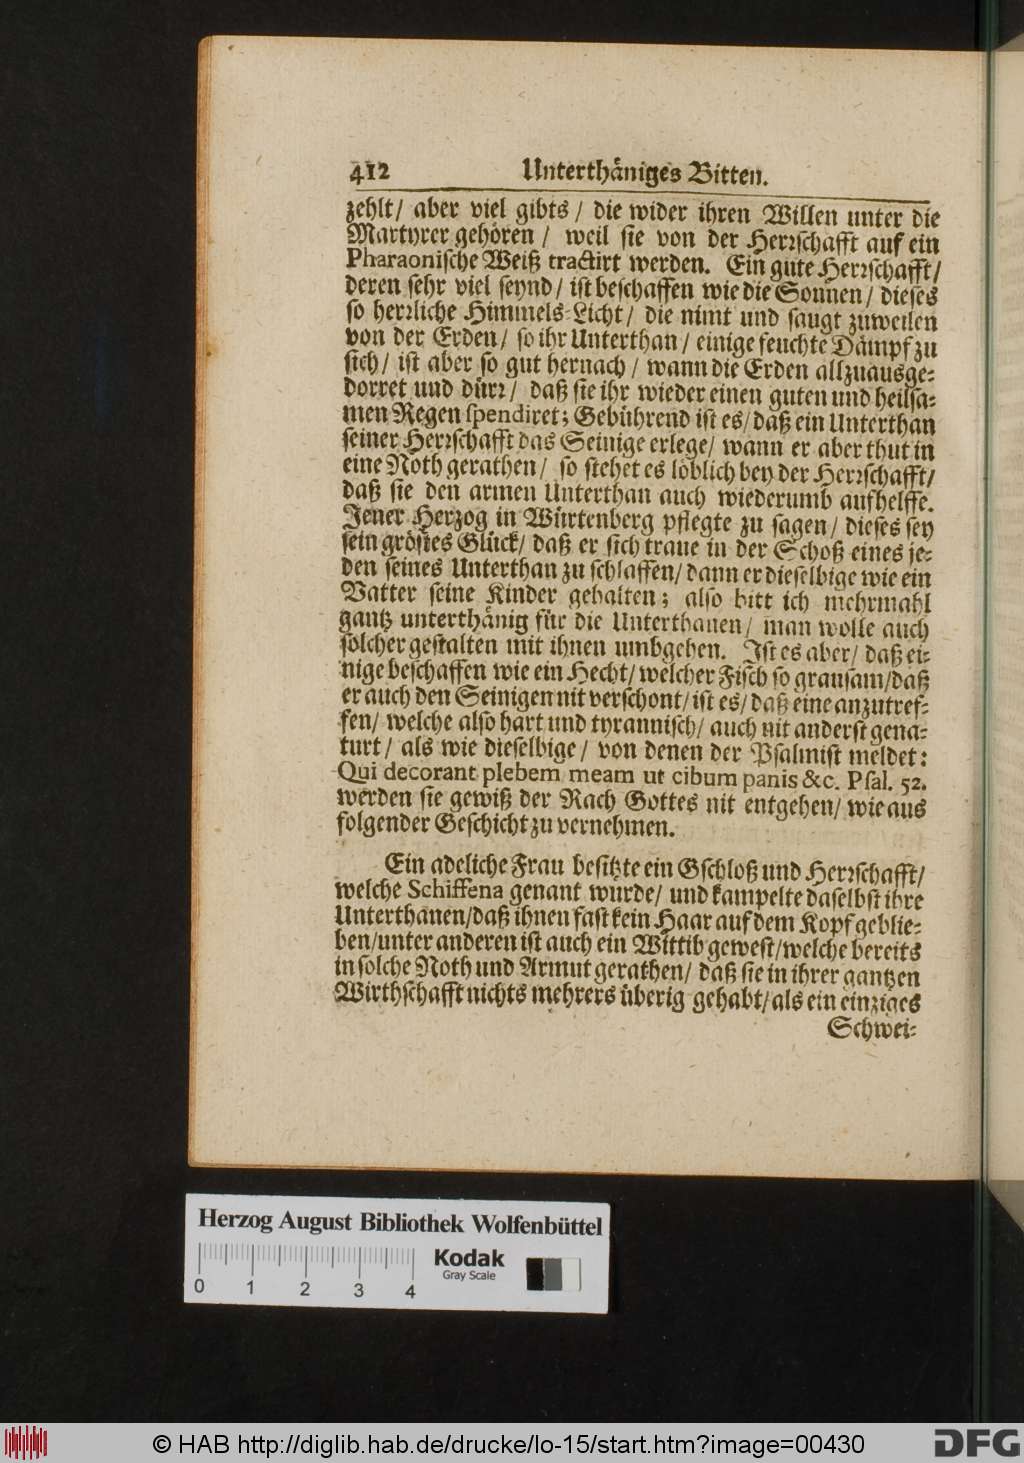 412 Unterthäniges Bitten.
zehlt/ aber viel gibts / die wider ihren Willen unter die
Martyrer gehören / weil sie von der Herrschafft auf ein
Pharaonische Weiß tractirt werden. Ein gute Herrschafft/
deren sehr viel seynd/ ist beschaffen wie die Sonnen/ dieses
so herrliche Himmels-Licht/ die nimt und saugt zuweilen
von der Erden/ so ihr Unterthan/ einige feuchte Dämpf zu
sich/ ist aber so gut hernach/ wann die Erden allzuausge-
dorret und dürr/ daß sie ihr wieder einen guten und heilsa-
men Regen spendiret; Gebührend ist es/ daß ein Unterthan
seiner Herrschafft das Seinige erlege/ wann er aber thut in
eine Noth gerathen/ so stehet es löblich bey der Herrschafft/
daß sie den armen Unterthan auch wiederumb aufhelffe.
Jener Herzog in Würtenberg pflegte zu sagen/ dieses sey
sein gröstes Glück/ daß er sich traue in der Schoß eines je-
den seines Unterthan zu schlaffen/ dann er dieselbige wie ein
Vatter seine Kinder gehalten; also bitt ich mehrmahl
gantz unterthänig für die Unterthanen/ man wolle auch
solcher gestalten mit ihnen umbgehen. Ist es aber/ daß ei-
nige beschaffen wie ein Hecht/ welcher Fisch so grausam/daß
er auch den Seinigen nit verschont/ ist es/ daß eine anzutref-
fen/ welche also hart und tyrannisch/ auch nit anderst gena-
turt/ als wie dieselbige/ von denen der Psalmist meldet:
Qui decorant plebem meam ut cibum panis &c. Psal. 52.
werden sie gewiß der Rach Gottes nit entgehen/ wie aus
folgender Geschicht zu vernehmen.
Ein adeliche Frau besitzte ein Gschloß und Herrschafft/
welche Schiffena genant wurde/ und kampelte daselbst ihre
Unterthanen/daß ihnen fast kein Haar auf dem Kopf geblie-
ben/unter anderen ist auch ein Wittib gewest/welche bereits
in solche Noth und Armut gerathen/ daß sie in ihrer gantzen
Wirthschafft nichts mehrers überig gehabt/als ein einziges
Schwei-
Herzog August Bibliothek Wolfenbüttel
Kodak
Gray Scale
0 1 2 3 4
© HAB http://diglib.hab.de/drucke/lo-15/start.htm?image=00430
DFG